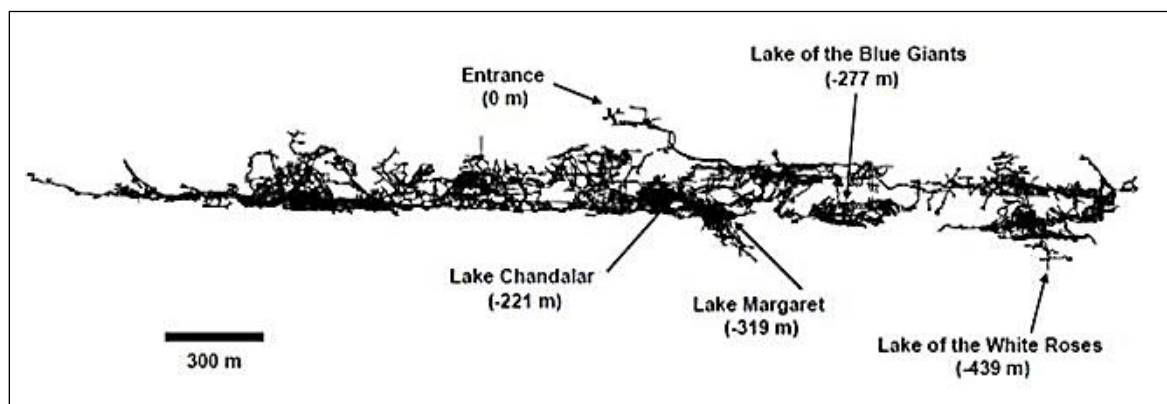 Lake of the Blue Giants
(-277 m)
Entrance
(0 m)
Lake Chandalar
(-221 m)
Lake Margaret
(-319 m)
Lake of the White Roses
(-439 m)
300 m